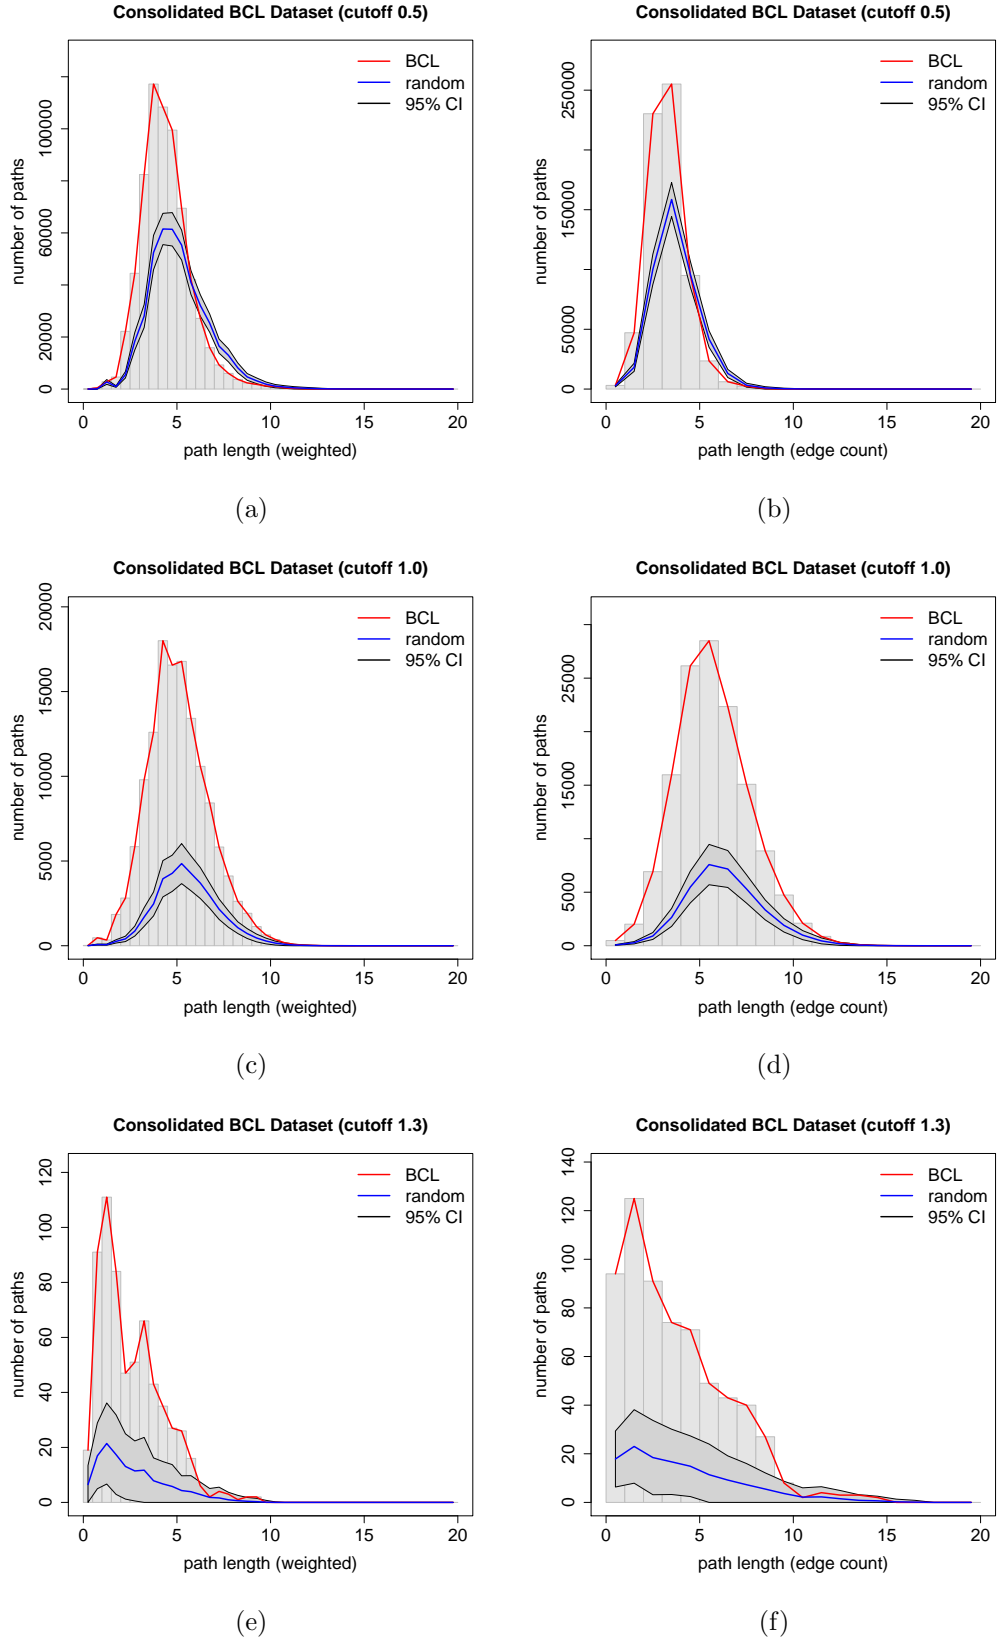 Consolidated BCL Dataset (cutoff 0.5)
number of paths
0 20000 60000 100000
BCL
random
95% CI
0 5 10 15 20
path length (weighted)
(a)
Consolidated BCL Dataset (cutoff 0.5)
number of paths
0 50000 150000 250000
BCL
random
95% CI
0 5 10 15 20
path length (edge count)
(b)
Consolidated BCL Dataset (cutoff 1.0)
number of paths
0 5000 10000 15000 20000
BCL
random
95% CI
0 5 10 15 20
path length (weighted)
(c)
Consolidated BCL Dataset (cutoff 1.0)
number of paths
0 5000 15000 25000
BCL
random
95% CI
0 5 10 15 20
path length (edge count)
(d)
Consolidated BCL Dataset (cutoff 1.3)
number of paths
0 20 40 60 80 100 120
BCL
random
95% CI
0 5 10 15 20
path length (weighted)
(e)
Consolidated BCL Dataset (cutoff 1.3)
number of paths
0 20 40 60 80 100 120 140
BCL
random
95% CI
0 5 10 15 20
path length (edge count)
(f)